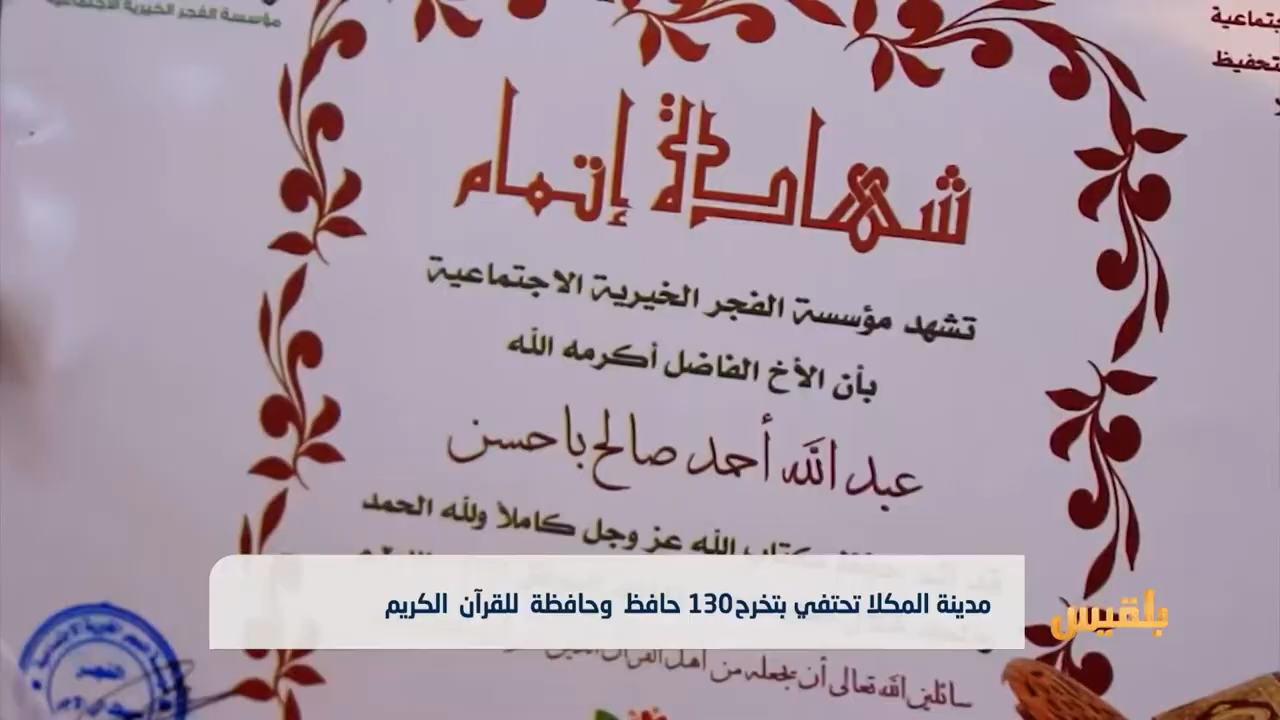 مؤسسة الفجر الخيرية الاجتماعية
شهادة إتمام
تشهد مؤسسة الفجر الخيرية الاجتماعية
بأن الأخ الفاضل أكرمه الله
عبد الله أحمد صالح باحسن
كتاب الله عز وجل كاملا ولله الحمد
مدينة المكلا تحتفي بتخرج 130 حافظ وحافظة للقرآن الكريم
بلقيس
سائلين الله تعالى أن يجعله من أهل القرآن